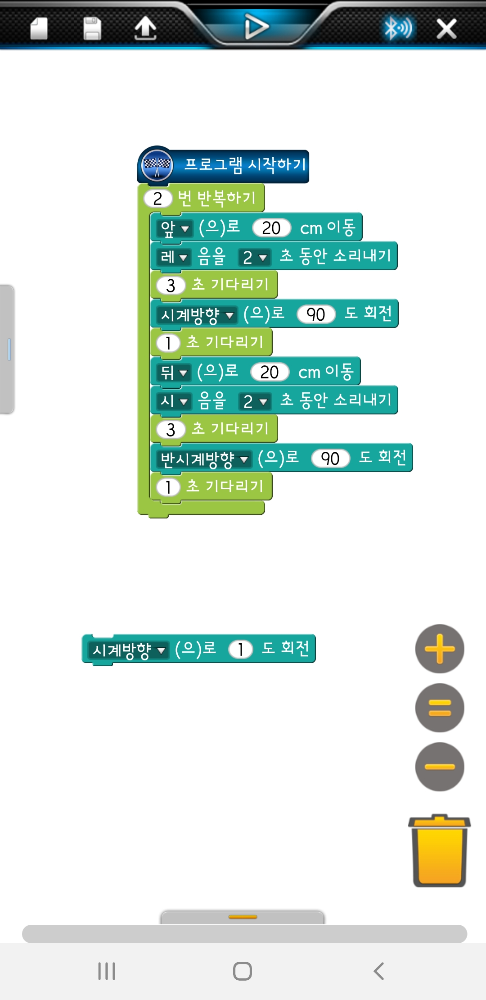 프로그램 시작하기
2 번 반복하기
앞 (으)로 20 cm 이동
레 음을 2 초 동안 소리내기
3 초 기다리기
시계방향 (으)로 90 도 회전
1 초 기다리기
뒤 (으)로 20 cm 이동
시 음을 2 초 동안 소리내기
3 초 기다리기
반시계방향 (으)로 90 도 회전
1 초 기다리기
시계방향 (으)로 1 도 회전